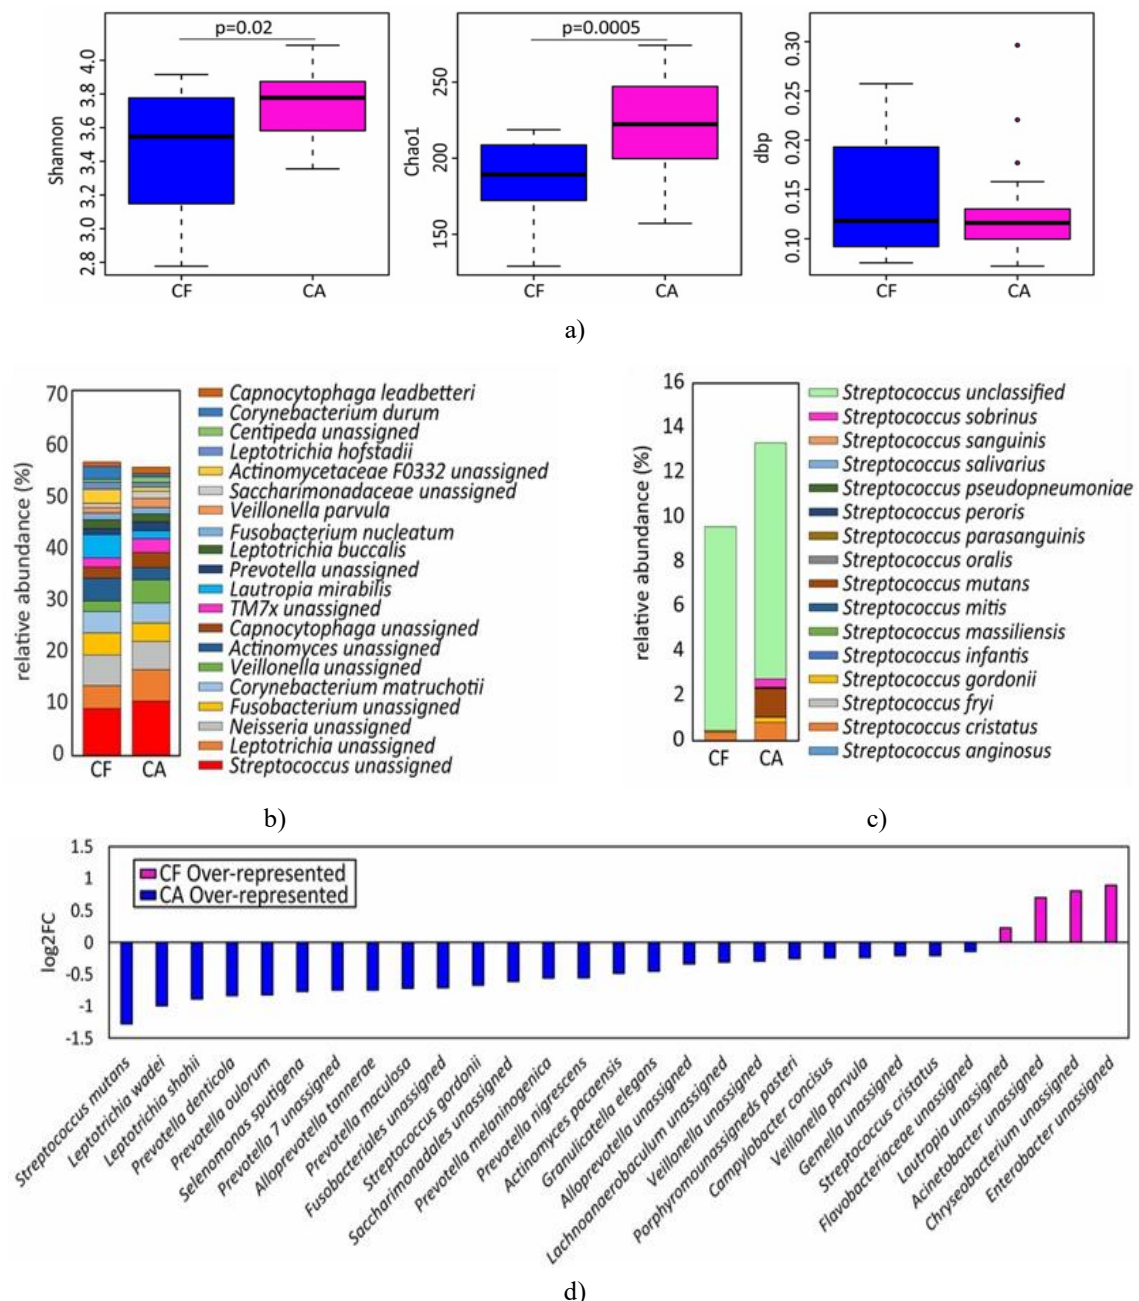 p=0.02
Shannon
4.0
3.8
3.6
3.4
3.2
3.0
2.8
CF
CA
p=0.0005
Chao1
250
200
150
CF
CA
dbp
0.30
0.25
0.20
0.15
0.10
CF
CA
a)
relative abundance (%)
70
60
50
40
30
20
10
0
CF
CA
Capnocytophaga leadbetteri
Corynebacterium durum
Centipeda unassigned
Leptotrichia hofstadii
Actinomycetaceae F0332 unassigned
Saccharimonadaceae unassigned
Veillonella parvula
Fusobacterium nucleatum
Leptotrichia buccalis
Prevotella unassigned
Lautropia mirabilis
TM7x unassigned
Capnocytophaga unassigned
Actinomyces unassigned
Veillonella unassigned
Corynebacterium matruchotii
Fusobacterium unassigned
Neisseria unassigned
Leptotrichia unassigned
Streptococcus unassigned
b)
relative abundance (%)
16
14
12
10
8
6
4
2
0
CF
CA
Streptococcus unclassified
Streptococcus sobrinus
Streptococcus sanguinis
Streptococcus salivarius
Streptococcus pseudopneumoniae
Streptococcus peroris
Streptococcus parasanguinis
Streptococcus oralis
Streptococcus mutans
Streptococcus mitis
Streptococcus massiliensis
Streptococcus infantis
Streptococcus gordonii
Streptococcus fryi
Streptococcus cristatus
Streptococcus anginosus
c)
log2FC
1.5
1
0.5
0
-0.5
-1
-1.5
CF Over-represented
CA Over-represented
Streptococcus mutans
Leptotrichia wadei
Leptotrichia shahii
Prevotella denticola
Prevotella oulorum
Selenomonas sputigena
Prevotella 7 unassigned
Alloprevotella tannerae
Prevotella maculosa
Fusobacteriales unassigned
Streptococcus gordonii
Saccharimonadales unassigned
Prevotella melaninogenica
Prevotella nigrescens
Actinomyces pacaensis
Granulicatella elegans
Alloprevotella unassigned
Lachnoanaerobaculum unassigned
Veillonella unassigned
Porphyromounassigneds pasteri
Campylobacter concisus
Veillonella parvula
Gemella unassigned
Streptococcus cristatus
Flavobacteriaceae unassigned
Lautropia unassigned
Acinetobacter unassigned
Chryseobacterium unassigned
Enterobacter unassigned
d)